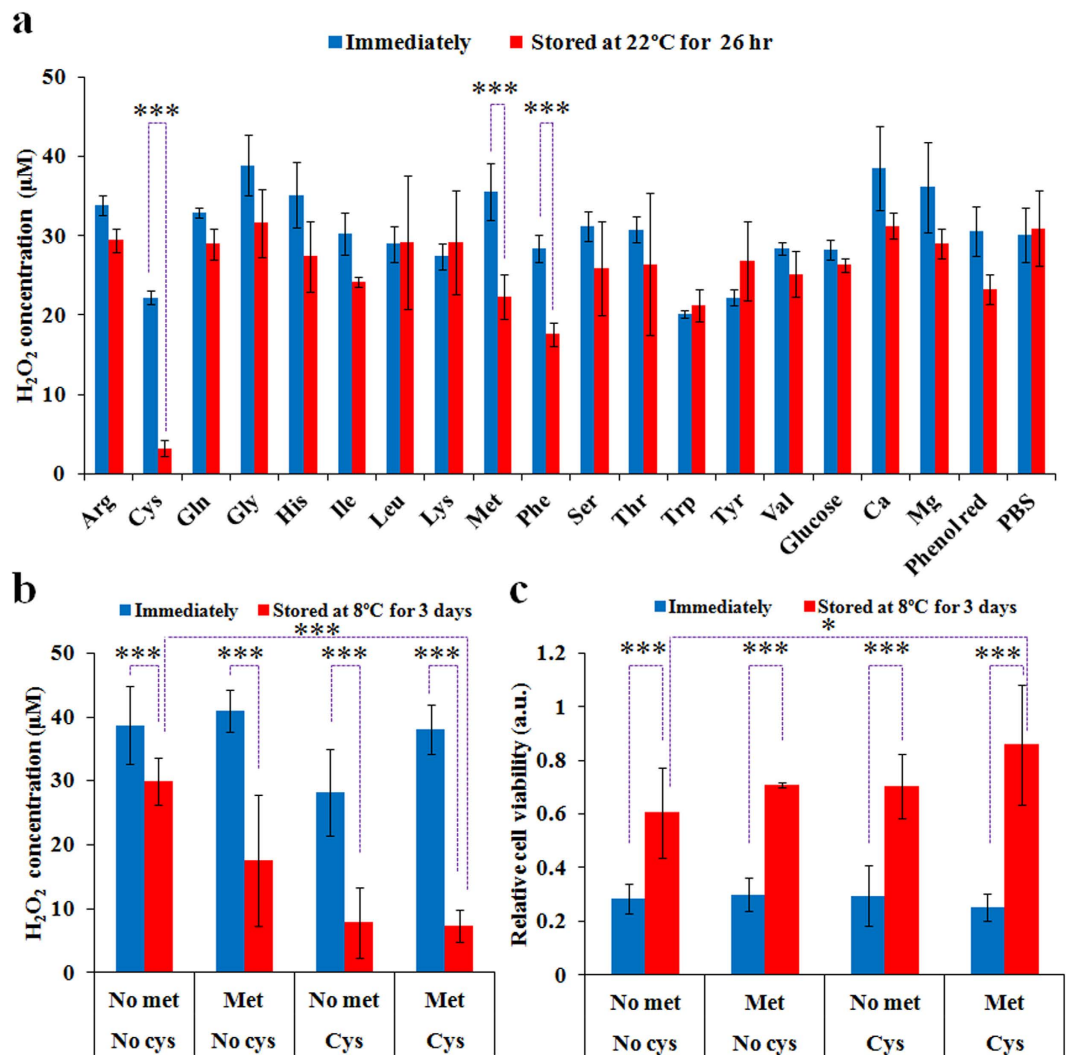 a
Immediately Stored at 22ºC for 26 hr
H₂O₂ concentration (µM)
50
40
30
20
10
0
*** *** ***
Arg Cys Gln Gly His Ile Leu Lys Met Phe Ser Thr Trp Tyr Val Glucose Ca Mg Phenol red PBS
b
Immediately Stored at 8ºC for 3 days
H₂O₂ concentration (µM)
50
40
30
20
10
0
***
*** *** *** ***
No met Met No met Met
No cys No cys Cys Cys
c
Immediately Stored at 8ºC for 3 days
Relative cell viability (a.u.)
1.2
1
0.8
0.6
0.4
0.2
0
*
*** *** *** ***
No met Met No met Met
No cys No cys Cys Cys